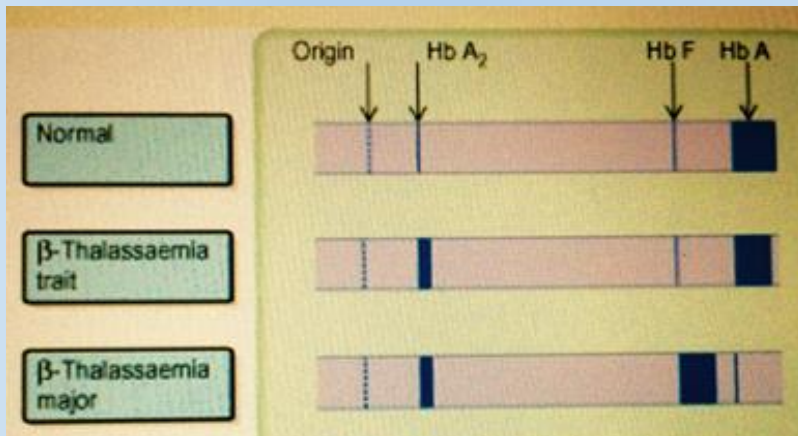 Origin Hb A₂ Hb F Hb A
Normal
β-Thalassaemia
trait
β-Thalassaemia
major